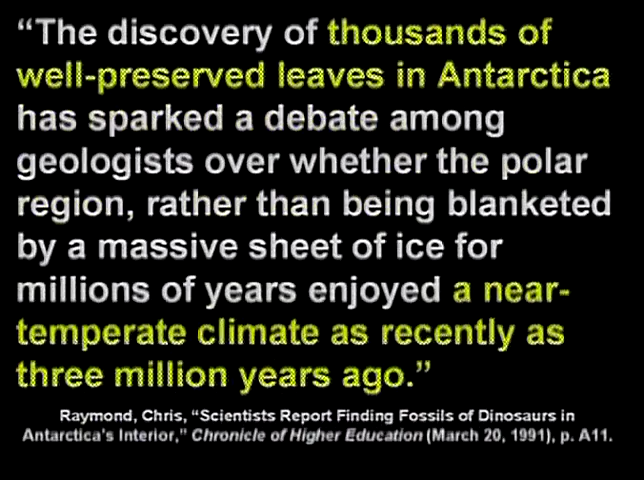 “The discovery of thousands of
well-preserved leaves in Antarctica
has sparked a debate among
geologists over whether the polar
region, rather than being blanketed
by a massive sheet of ice for
millions of years enjoyed a near-
temperate climate as recently as
three million years ago.”
Raymond, Chris, “Scientists Report Finding Fossils of Dinosaurs in
Antarctica's Interior,” Chronicle of Higher Education (March 20, 1991), p. A11.